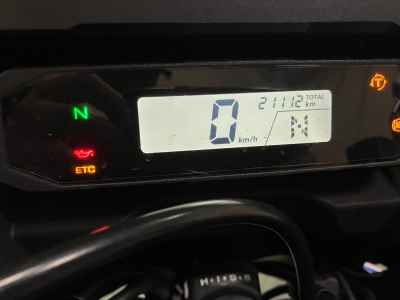 21112 TOTAL km
N
0 km/h N
ETC
H·I·S·S